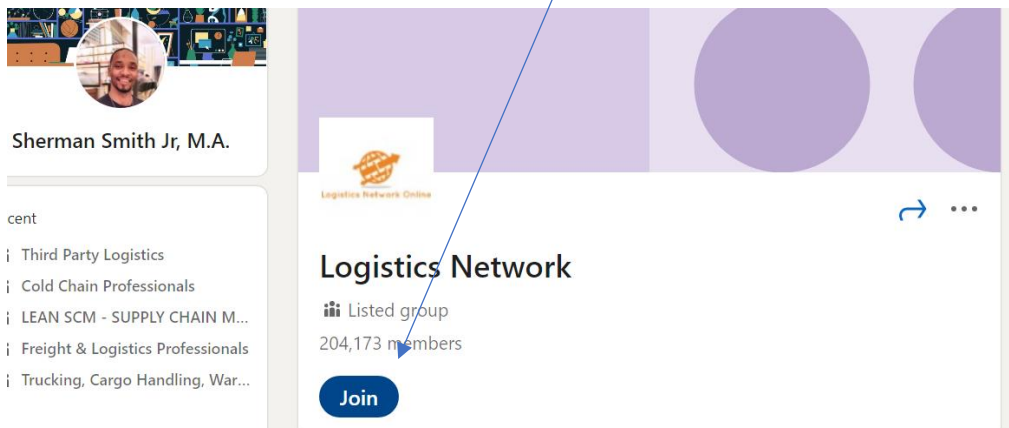 Sherman Smith Jr, M.A.
cent
Third Party Logistics
Cold Chain Professionals
LEAN SCM - SUPPLY CHAIN M...
Freight & Logistics Professionals
Trucking, Cargo Handling, War...
Logistics Network Online
Logistics Network
Listed group
204,173 members
Join